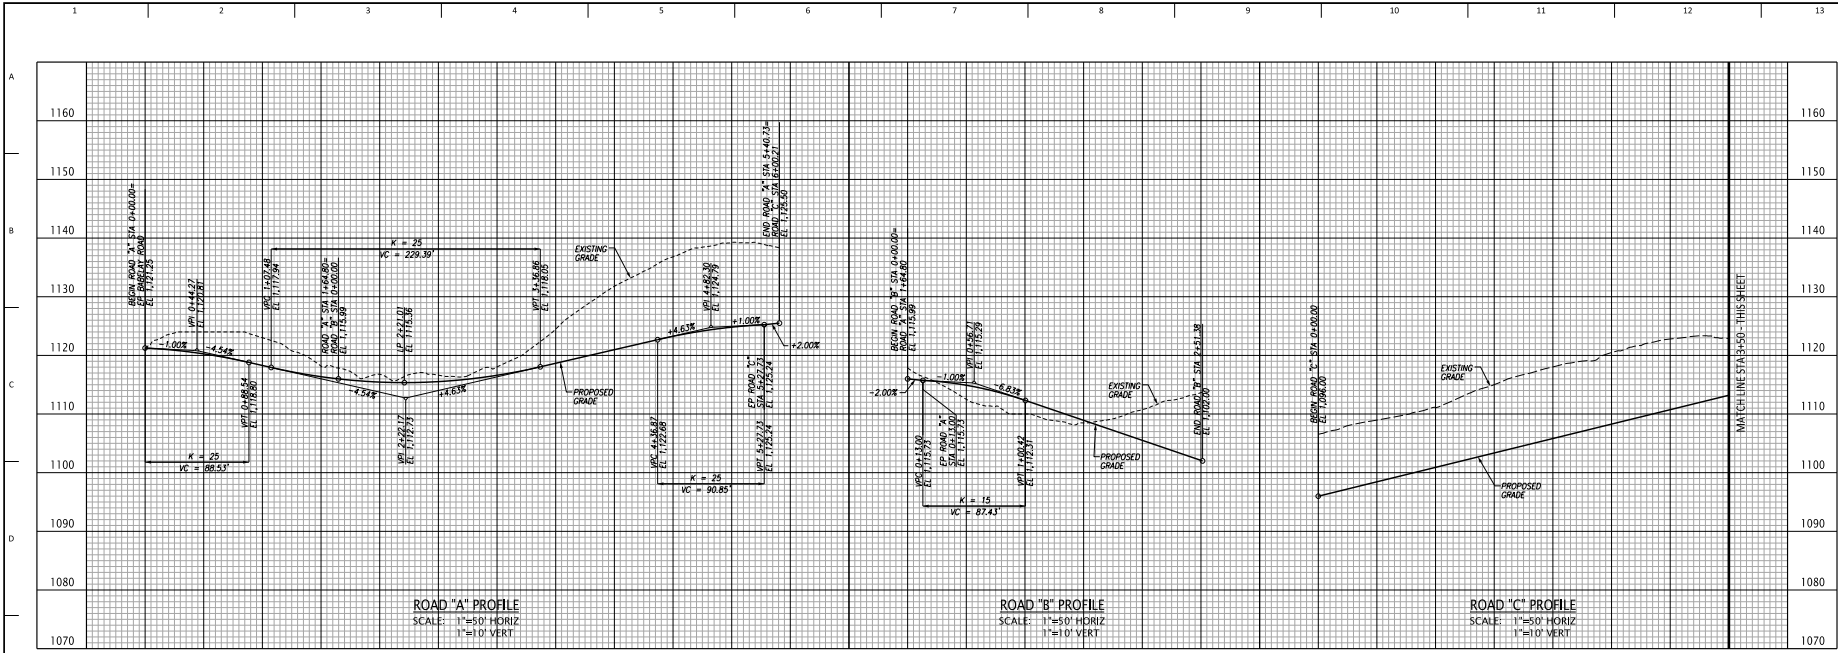 1 2 3 4 5 6 7 8 9 10 11 12 13
A
B
C
D
1160
1150
1140
1130
1120
1110
1100
1090
1080
1070
BEGIN ROAD "A" STA 0+00.00=
EP BABELAY ROAD
EL 1,121.25
VPI 0+44.27
EL 1,120.81
-1.00%
-4.54%
VPT 0+88.54
EL 1,118.80
K = 25
VC = 88.53'
VPC 1+07.48
EL 1,117.94
K = 25
VC = 229.39'
ROAD "A" STA 1+64.80=
ROAD "B" STA 0+00.00
EL 1,115.99
LP 2+21.01
EL 1115.36
-4.54%
+4.63%
VPI 2+22.17
EL 1,112.73
VPT 3+36.86
EL 1,118.05
EXISTING
GRADE
PROPOSED
GRADE
+4.63%
VPC 4+36.87
EL 1,122.68
VPI 4+82.30
EL 1,124.79
+1.00%
K = 25
VC = 90.85'
EP ROAD "C"
STA 5+27.73
EL 1,125.24
VPT 5+27.73
EL 1,125.24
END ROAD "A" STA 5+40.73=
ROAD "C" STA 6+00.21
EL 1,125.50
+2.00%
ROAD "A" PROFILE
SCALE: 1"=50' HORIZ
1"=10' VERT
BEGIN ROAD "B" STA 0+00.00=
ROAD "A" STA 1+64.80
EL 1,115.99
-2.00%
VPI 0+56.71
EL 1,115.29
-1.00%
-6.83%
VPC 0+13.00
EL 1,115.73
EP ROAD "A"
STA 0+13.00
EL 1,115.73
VPT 1+00.42
EL 1,112.31
K = 15
VC = 87.43'
EXISTING
GRADE
PROPOSED
GRADE
END ROAD "B" STA 2+51.38
EL 1,102.00
ROAD "B" PROFILE
SCALE: 1"=50' HORIZ
1"=10' VERT
BEGIN ROAD "C" STA 0+00.00
EL 1,096.00
EXISTING
GRADE
PROPOSED
GRADE
MATCH LINE STA 3+50 - THIS SHEET
ROAD "C" PROFILE
SCALE: 1"=50' HORIZ
1"=10' VERT
1160
1150
1140
1130
1120
1110
1100
1090
1080
1070